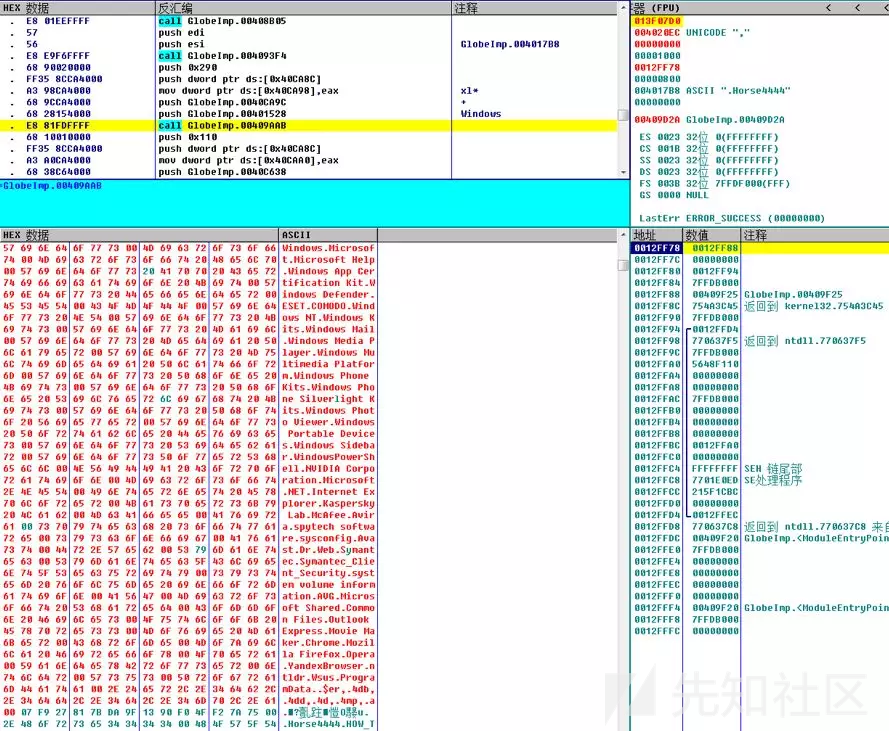 HEX 数据 反汇编 注释
. E8 01EEFFFF call GlobeImp.00408B05
. 57 push edi
. 56 push esi GlobeImp.004017B8
. E8 E9F6FFFF call GlobeImp.004093F4
. 68 90020000 push 0x290
. FF35 8CCA4000 push dword ptr ds:[0x40CA8C]
. A3 98CA4000 mov dword ptr ds:[0x40CA98],eax xl*
. 68 9CCA4000 push GlobeImp.0040CA9C +
. 68 28154000 push GlobeImp.00401528 Windows
. E8 81FDFFFF call GlobeImp.00409AAB
. 68 10010000 push 0x110
. FF35 8CCA4000 push dword ptr ds:[0x40CA8C]
. A3 A0CA4000 mov dword ptr ds:[0x40CAA0],eax
. 68 38C64000 push GlobeImp.0040C638
器 (FPU) < < <
013F07D0
004020EC UNICODE ","
00000000
00001000
0012FF78
00000800
004017B8 ASCII ".Horse4444"
00000000
00409D2A GlobeImp.00409D2A
ES 0023 32位 0(FFFFFFFF)
CS 001B 32位 0(FFFFFFFF)
SS 0023 32位 0(FFFFFFFF)
DS 0023 32位 0(FFFFFFFF)
FS 003B 32位 7FFDF000(FFF)
GS 0000 NULL
LastErr ERROR_SUCCESS (00000000)
=GlobeImp.00409AAB
HEX 数据 ASCII
57 69 6E 64 6F 77 73 00 4D 69 63 72 6F 73 6F 66 Windows.Microsof
74 00 4D 69 63 72 6F 73 6F 66 74 20 48 65 6C 70 t.Microsoft Help
00 57 69 6E 64 6F 77 73 20 41 70 70 20 43 65 72 .Windows App Cer
74 69 66 69 63 61 74 69 6F 6E 20 4B 69 74 00 57 tification Kit.W
69 6E 64 6F 77 73 20 44 65 66 65 6E 64 65 72 00 indows Defender.
45 53 45 54 00 43 4F 4D 4F 44 4F 00 57 69 6E 64 ESET.COMODO.Wind
6F 77 73 20 4E 54 00 57 69 6E 64 6F 77 73 20 4B ows NT.Windows K
69 74 73 00 57 69 6E 64 6F 77 73 20 4D 61 69 6C its.Windows Mail
00 57 69 6E 64 6F 77 73 20 4D 65 64 69 61 20 50 .Windows Media P
6C 61 79 65 72 00 57 69 6E 64 6F 77 73 20 4D 75 layer.Windows Mu
6C 74 69 6D 65 64 69 61 20 50 6C 61 74 66 6F 72 ltimedia Platfor
6D 00 57 69 6E 64 6F 77 73 20 50 68 6F 6E 65 20 m.Windows Phone
4B 69 74 73 00 57 69 6E 64 6F 77 73 20 50 68 6F Kits.Windows Pho
6E 65 20 53 69 6C 76 65 72 6C 69 67 68 74 20 4B ne Silverlight K
69 74 73 00 57 69 6E 64 6F 77 73 20 50 68 6F 74 its.Windows Phot
6F 20 56 69 65 77 65 72 00 57 69 6E 64 6F 77 73 o Viewer.Windows
20 50 6F 72 74 61 62 6C 65 20 44 65 76 69 63 65 Portable Device
73 00 57 69 6E 64 6F 77 73 20 53 69 64 65 62 61 s.Windows Sideba
72 00 57 69 6E 64 6F 77 73 50 6F 77 65 72 53 68 r.WindowsPowerSh
65 6C 6C 00 4E 56 49 44 49 41 20 43 6F 72 70 6F ell.NVIDIA Corpo
72 61 74 69 6F 6E 00 4D 69 63 72 6F 73 6F 66 74 ration.Microsoft
2E 4E 45 54 00 49 6E 74 65 72 6E 65 74 20 45 78 .NET.Internet Ex
70 6C 6F 72 65 72 00 4B 61 73 70 65 72 73 6B 79 plorer.Kaspersky
20 4C 61 62 00 4D 63 41 66 65 65 00 41 76 69 72 Lab.McAfee.Avir
61 00 73 70 79 74 65 63 68 20 73 6F 66 74 77 61 a.spytech softwa
72 65 00 73 79 73 63 6F 6E 66 69 67 00 41 76 61 re.sysconfig.Ava
73 74 00 44 72 2E 57 65 62 00 53 79 6D 61 6E 74 st.Dr.Web.Symant
65 63 00 53 79 6D 61 6E 74 65 63 5F 43 6C 69 65 ec.Symantec_Clie
6E 74 5F 53 65 63 75 72 69 74 79 00 73 79 73 74 nt_Security.syst
65 6D 20 76 6F 6C 75 6D 65 20 69 6E 66 6F 72 6D em volume inform
61 74 69 6F 6E 00 41 56 47 00 4D 69 63 72 6F 73 ation.AVG.Micros
6F 66 74 20 53 68 61 72 65 64 00 43 6F 6D 6D 6F oft Shared.Commo
6E 20 46 69 6C 65 73 00 4F 75 74 6C 6F 6F 6B 20 n Files.Outlook
45 78 70 72 65 73 73 00 4D 6F 76 69 65 20 4D 61 Express.Movie Ma
6B 65 72 00 43 68 72 6F 6D 65 00 4D 6F 7A 69 6C ker.Chrome.Mozil
6C 61 20 46 69 72 65 66 6F 78 00 4F 70 65 72 61 la Firefox.Opera
00 59 61 6E 64 65 78 42 72 6F 77 73 65 72 00 6E .YandexBrowser.n
74 6C 64 72 00 57 73 75 73 00 50 72 6F 67 72 61 tldr.Wsus.Progra
6D 44 61 74 61 00 2E 24 65 72 2C 2E 34 64 62 2C mData..$er,.4db,
2E 34 64 64 2C 2E 34 64 2C 2E 34 6D 70 2C 2E 61 .4dd,.4d,.4mp,.a
00 07 F9 27 81 7B DA 9F 13 90 F0 4F F2 7A 75 00
2E 48 6F 72 73 65 34 34 34 34 00 48 4F 57 5F 54 .Horse4444.HOW_T
地址 数值 注释
0012FF78 0012FF88
0012FF7C 00000000
0012FF80 0012FF94
0012FF84 7FFDB000
0012FF88 00409F25 GlobeImp.00409F25
0012FF8C 754A3C45 返回到 kernel32.754A3C45
0012FF90 7FFDB000
0012FF94 0012FFD4
0012FF98 770637F5 返回到 ntdll.770637F5
0012FF9C 7FFDB000
0012FFA0 5648F110
0012FFA4 00000000
0012FFA8 00000000
0012FFAC 7FFDB000
0012FFB0 00000000
0012FFB4 00000000
0012FFB8 00000000
0012FFBC 0012FFA0
0012FFC0 00000000
0012FFC4 FFFFFFFF SEH 链尾部
0012FFC8 7701E0ED SE处理程序
0012FFCC 215F1CBC
0012FFD0 00000000
0012FFD4 0012FFEC
0012FFD8 770637C8 返回到 ntdll.770637C8 来自
0012FFDC 00409F20 GlobeImp.<ModuleEntryPoin
0012FFE0 7FFDB000
0012FFE4 00000000
0012FFE8 00000000
0012FFEC 00000000
0012FFF0 00000000
0012FFF4 00409F20 GlobeImp.<ModuleEntryPoin
0012FFF8 7FFDB000
0012FFFC 00000000
先知社区